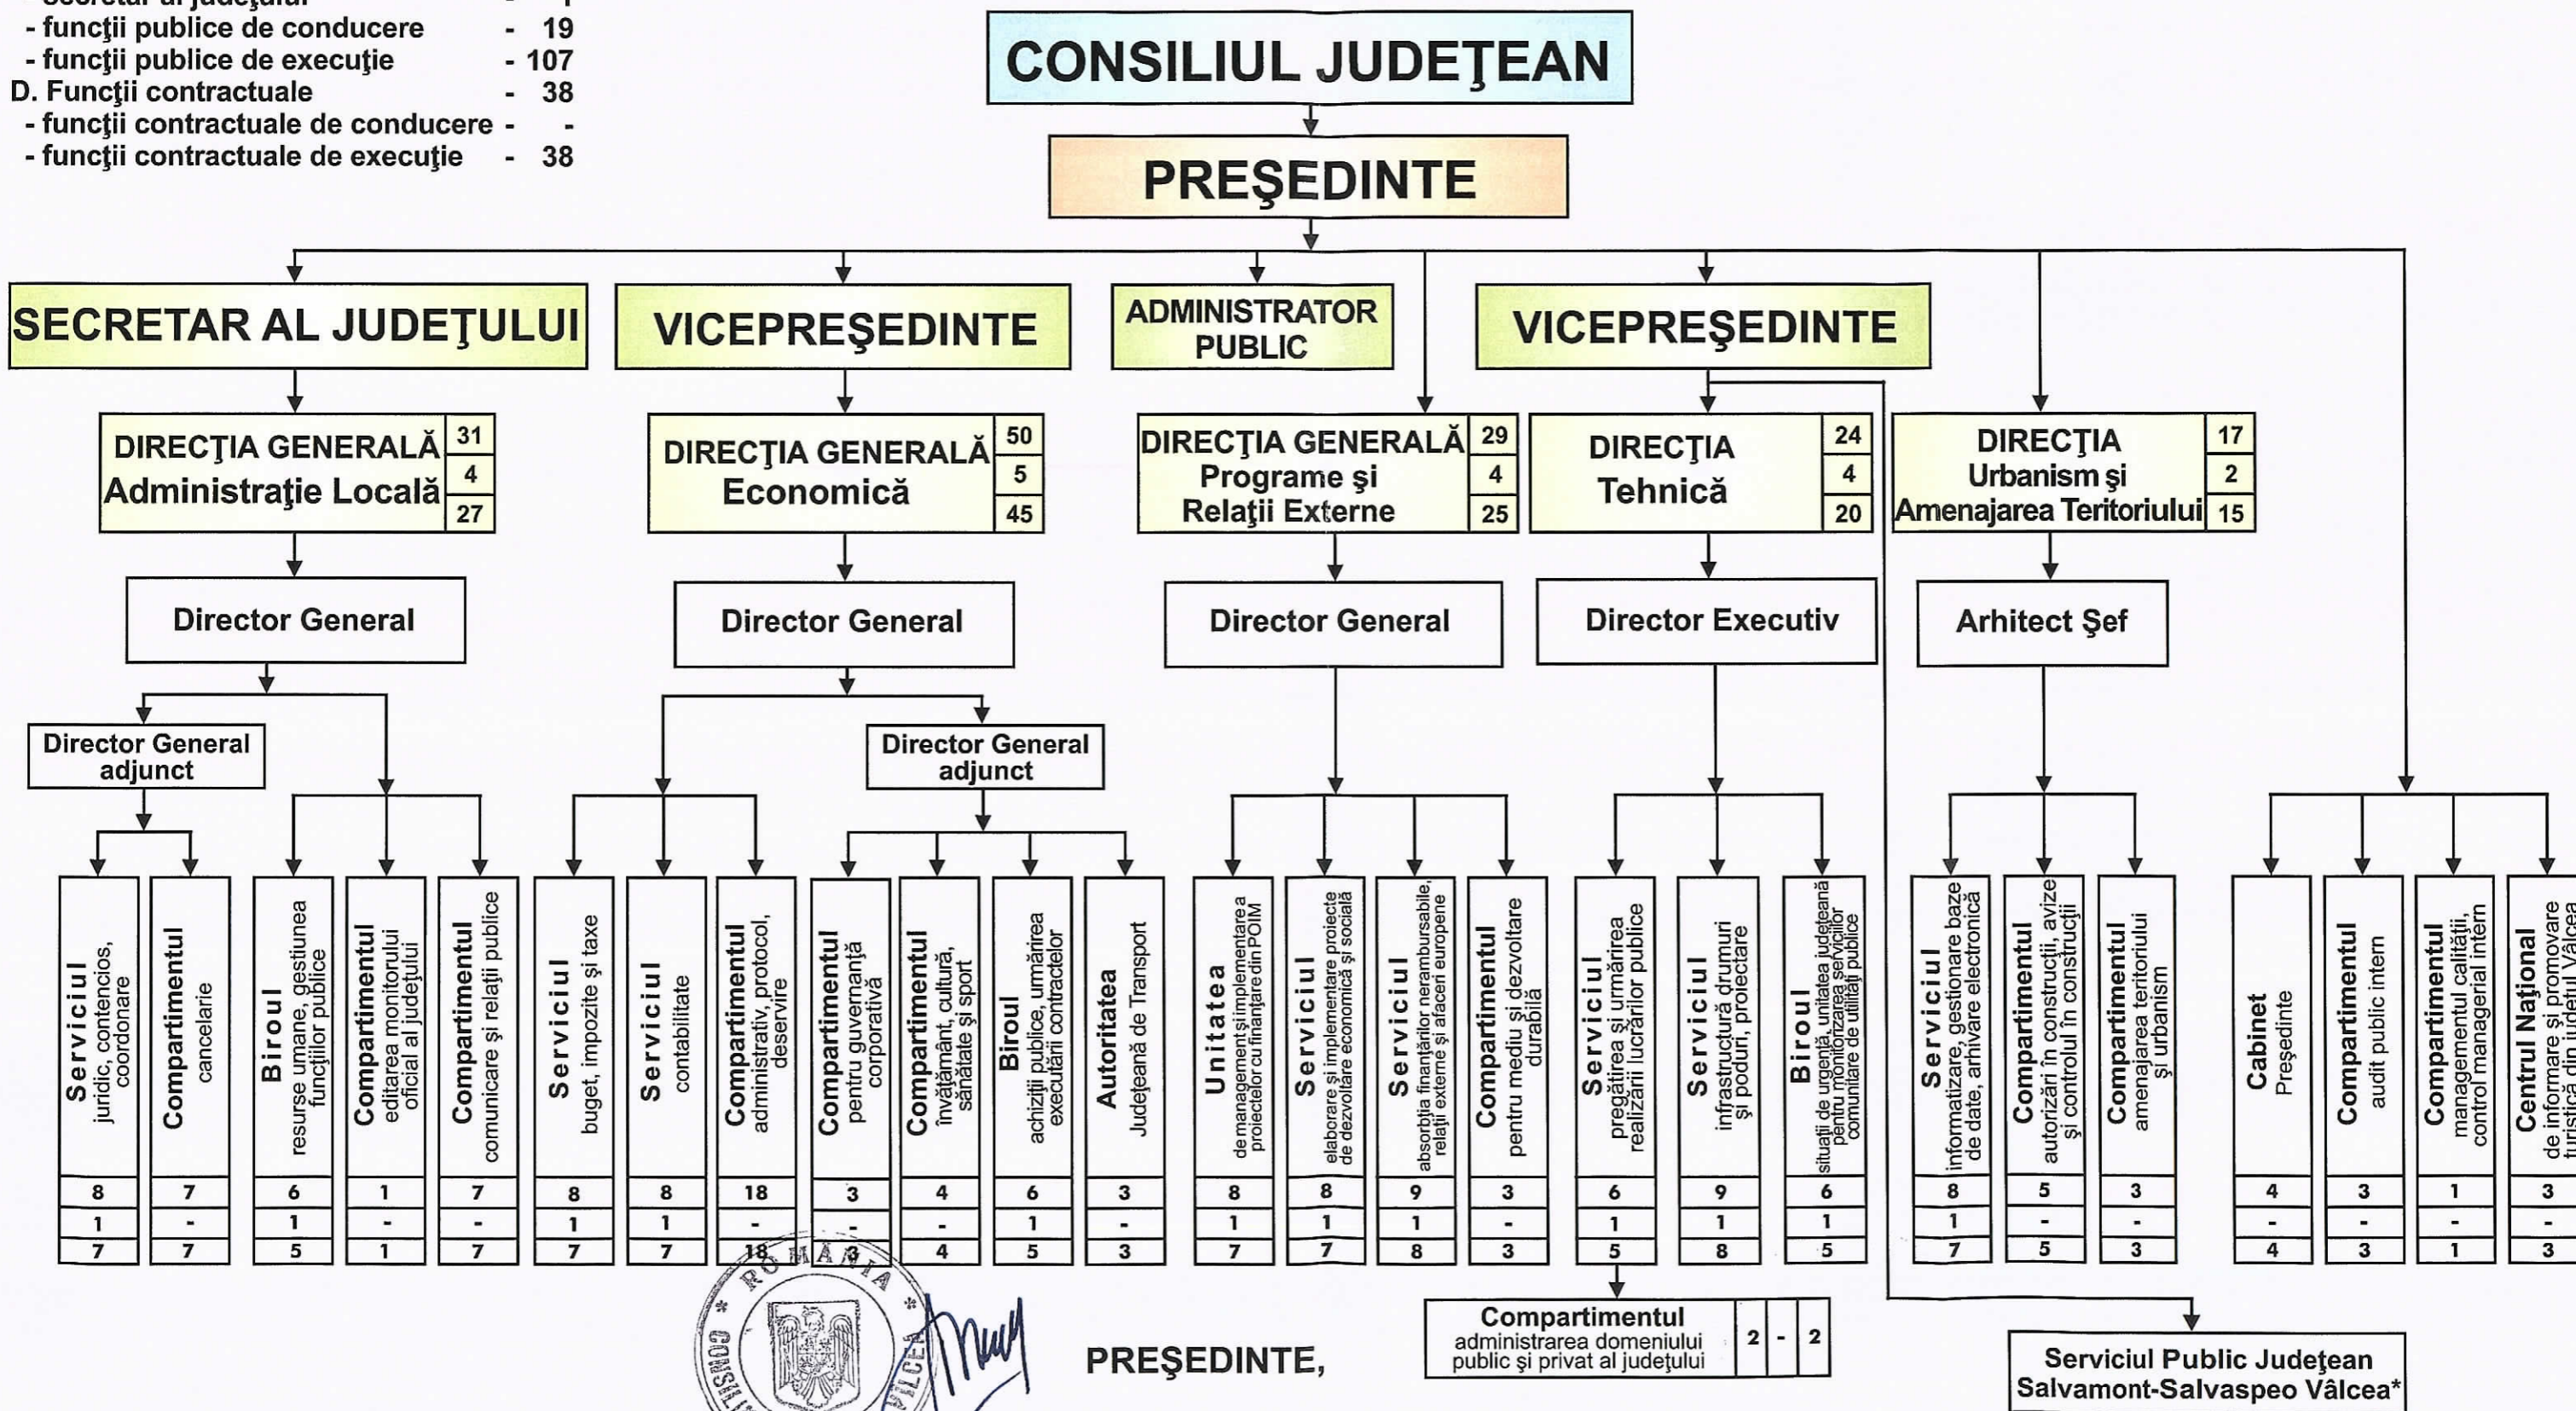 secretar al judeţului -
- funcţii publice de conducere - 19
- funcţii publice de execuţie - 107
D. Funcţii contractuale - 38
- funcţii contractuale de conducere - -
- funcţii contractuale de execuţie - 38
CONSILIUL JUDEŢEAN
PREŞEDINTE
SECRETAR AL JUDEŢULUI
VICEPREŞEDINTE
ADMINISTRATOR
PUBLIC
VICEPREŞEDINTE
DIRECŢIA GENERALĂ
Administraţie Locală
31
4
27
DIRECŢIA GENERALĂ
Economică
50
5
45
DIRECŢIA GENERALĂ
Programe şi
Relaţii Externe
29
4
25
DIRECŢIA
Tehnică
24
4
20
DIRECŢIA
Urbanism şi
Amenajarea Teritoriului
17
2
15
Director General
Director General
Director General
Director Executiv
Arhitect Şef
Director General
adjunct
Director General
adjunct
Serviciul
juridic, contencios,
coordonare
8
1
7
Compartimentul
cancelarie
7
-
7
Biroul
resurse umane, gestiunea
funcţiilor publice
6
1
5
Compartimentul
editarea monitorului
oficial al judeţului
1
-
1
Compartimentul
comunicare şi relaţii publice
7
-
7
Serviciul
buget, impozite şi taxe
8
1
7
Serviciul
contabilitate
8
1
7
Compartimentul
administrativ, protocol,
deservire
18
-
18
Compartimentul
pentru guvernanţă
corporativă
3
-
3
Compartimentul
învăţământ, cultură,
sănătate şi sport
4
-
4
Biroul
achiziţii publice, urmărirea
executării contractelor
6
1
5
Autoritatea
Judeţeană de Transport
3
-
3
Unitatea
de management şi implementare a
proiectelor cu finanţare din POIM
8
1
7
Serviciul
elaborare şi implementare proiecte
de dezvoltare economică şi socială
8
1
7
Serviciul
absorbţia finanţărilor nerambursabile,
relaţii externe şi afaceri europene
9
1
8
Compartimentul
pentru mediu şi dezvoltare
durabilă
3
-
3
Serviciul
pregătirea şi urmărirea
realizării lucrărilor publice
6
1
5
Serviciul
infrastructură drumuri
şi poduri, proiectare
9
1
8
Biroul
situaţii de urgenţă, unitatea judeţeană
pentru monitorizarea serviciilor
comunitare de utilităţi publice
6
1
5
Serviciul
informatizare, gestionare baze
de date, arhivare electronică
8
1
7
Compartimentul
autorizări în construcţii, avize
şi controlul în construcţii
5
-
5
Compartimentul
amenajarea teritoriului
şi urbanism
3
-
3
Cabinet
Preşedinte
4
-
4
Compartimentul
audit public intern
3
-
3
Compartimentul
managementul calităţii,
control managerial intern
1
-
1
Centrul Naţional
de informare şi promovare
turistică din judeţul Vâlcea
3
-
3
Compartimentul
administrarea domeniului
public şi privat al judeţului
2 - 2
Serviciul Public Judeţean
Salvamont-Salvaspeo Vâlcea*
PREŞEDINTE,
* ROMÂNIA *
VÂLCEA